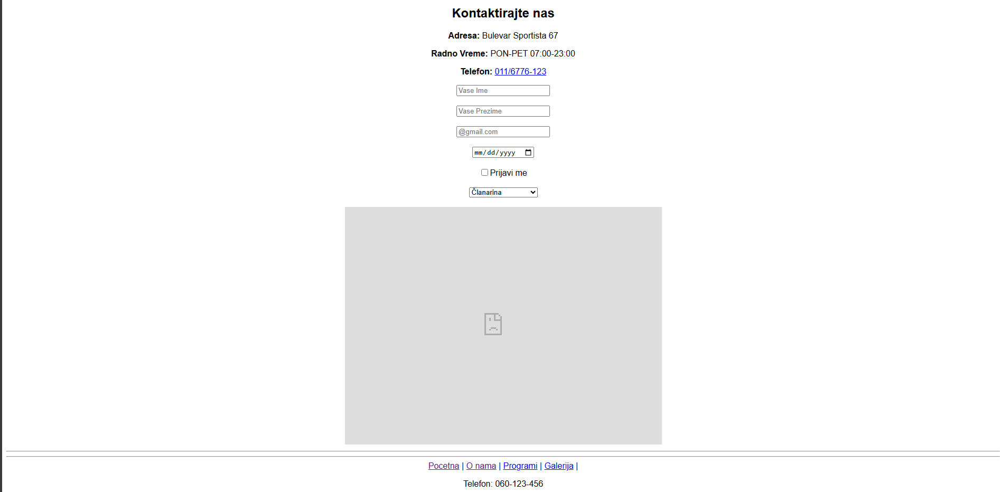 Kontaktirajte nas
Adresa: Bulevar Sportista 67
Radno Vreme: PON-PET 07:00-23:00
Telefon: 011/6776-123
Vase Ime
Vase Prezime
@gmail.com
mm/dd/yyyy
Prijavi me
Članarina
Pocetna | O nama | Programi | Galerija |
Telefon: 060-123-456